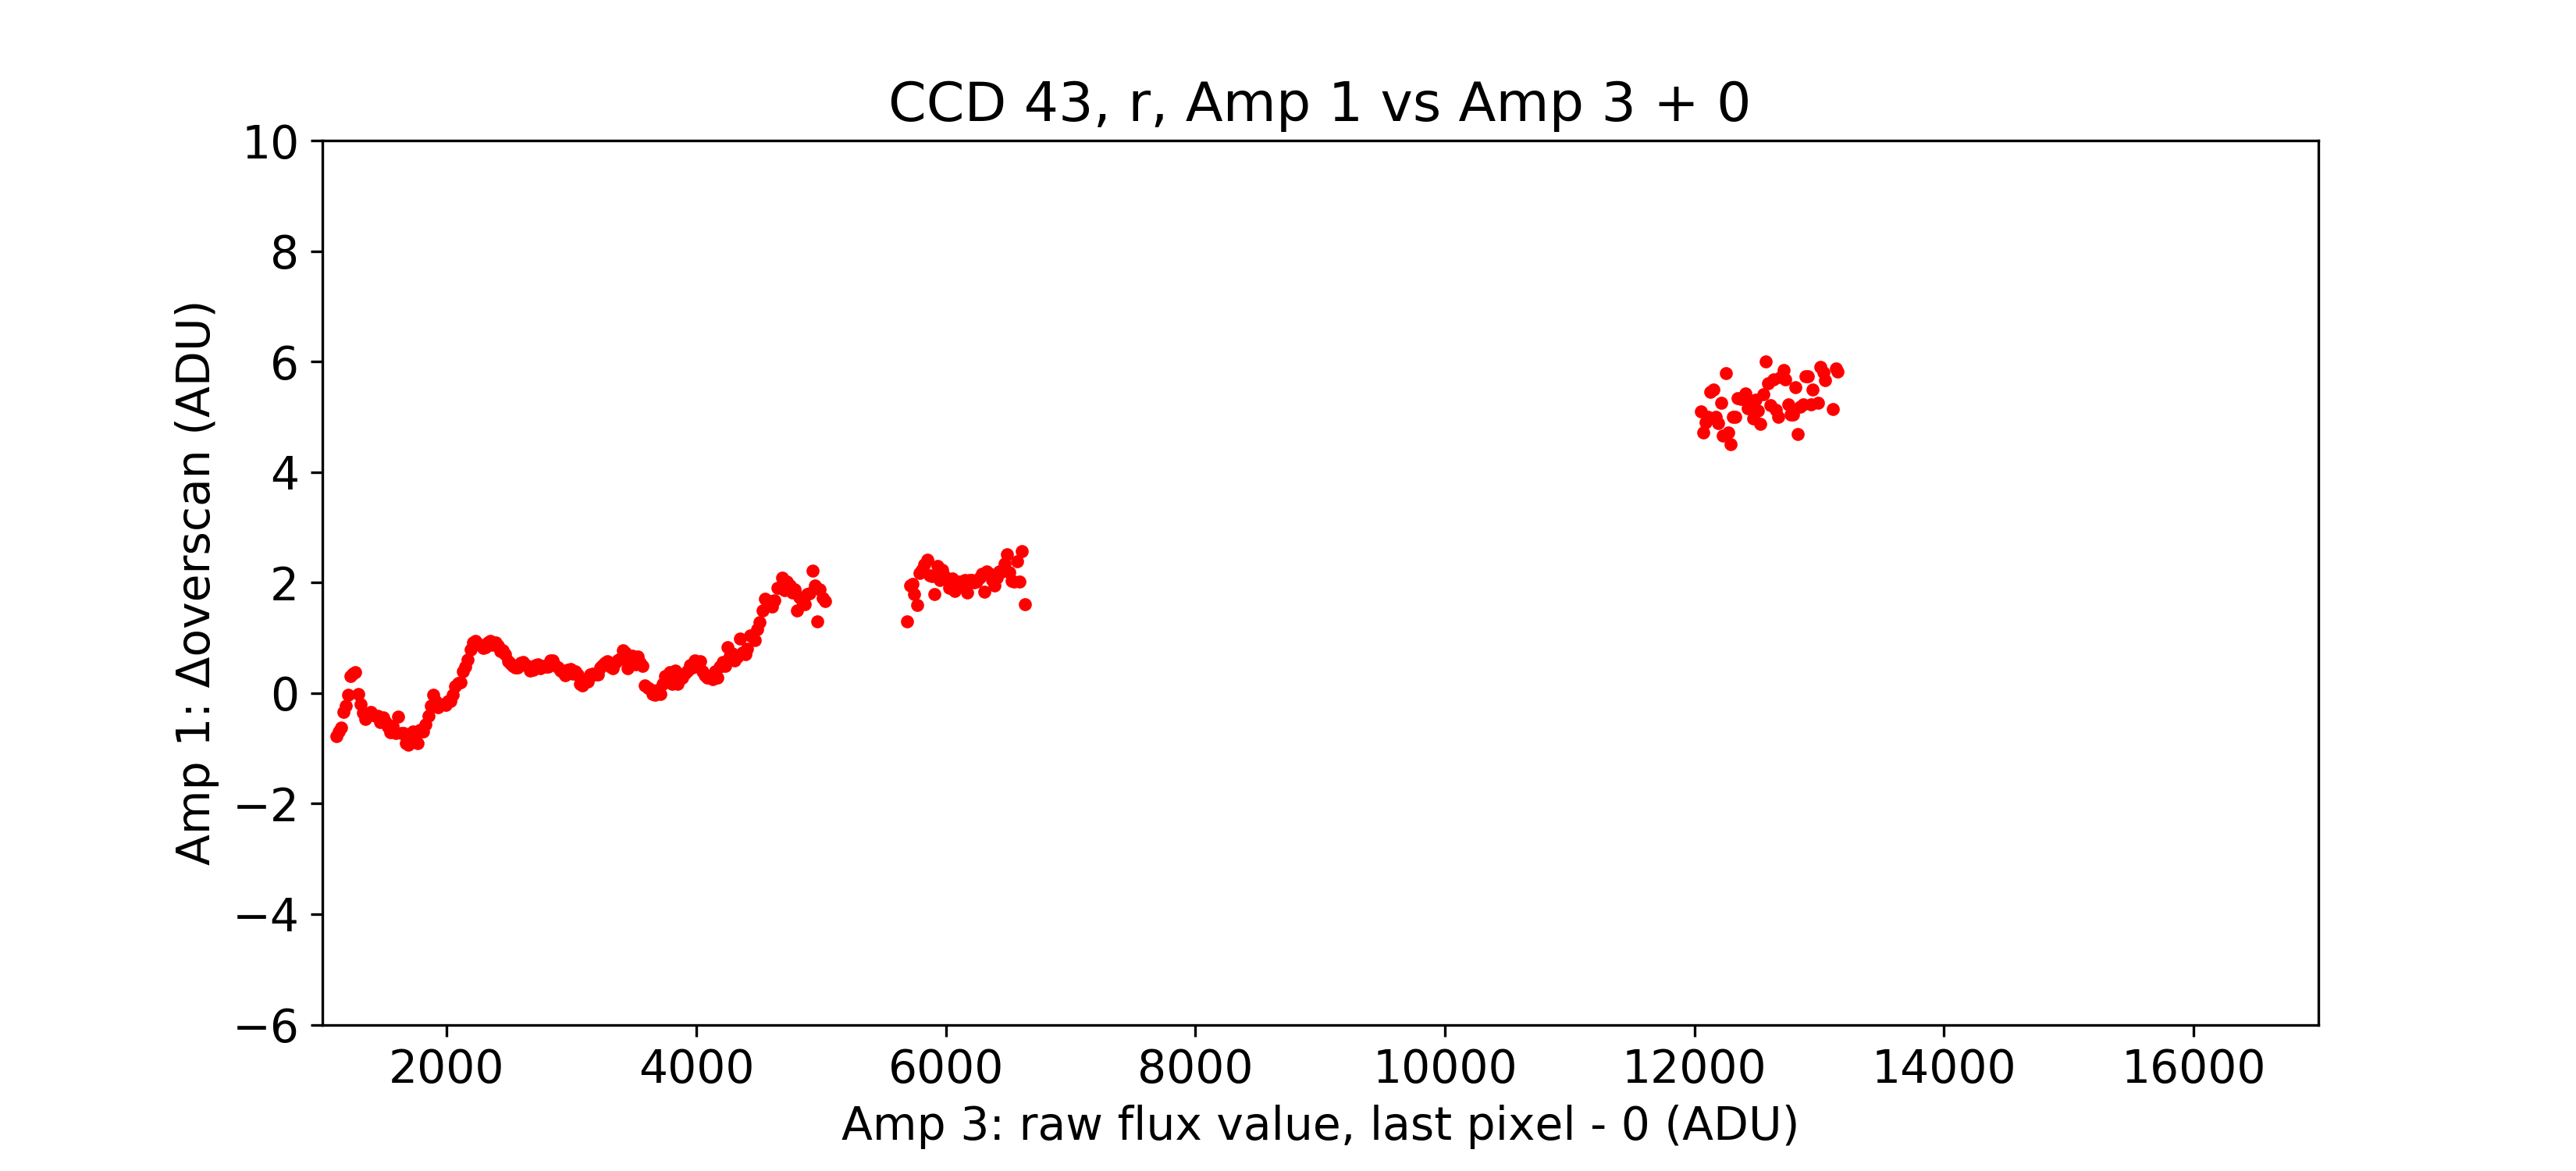 CCD 43, r, Amp 1 vs Amp 3 + 0
10
8
6
4
2
0
−2
−4
−6
Amp 1: Δoverscan (ADU)
2000 4000 6000 8000 10000 12000 14000 16000
Amp 3: raw flux value, last pixel - 0 (ADU)